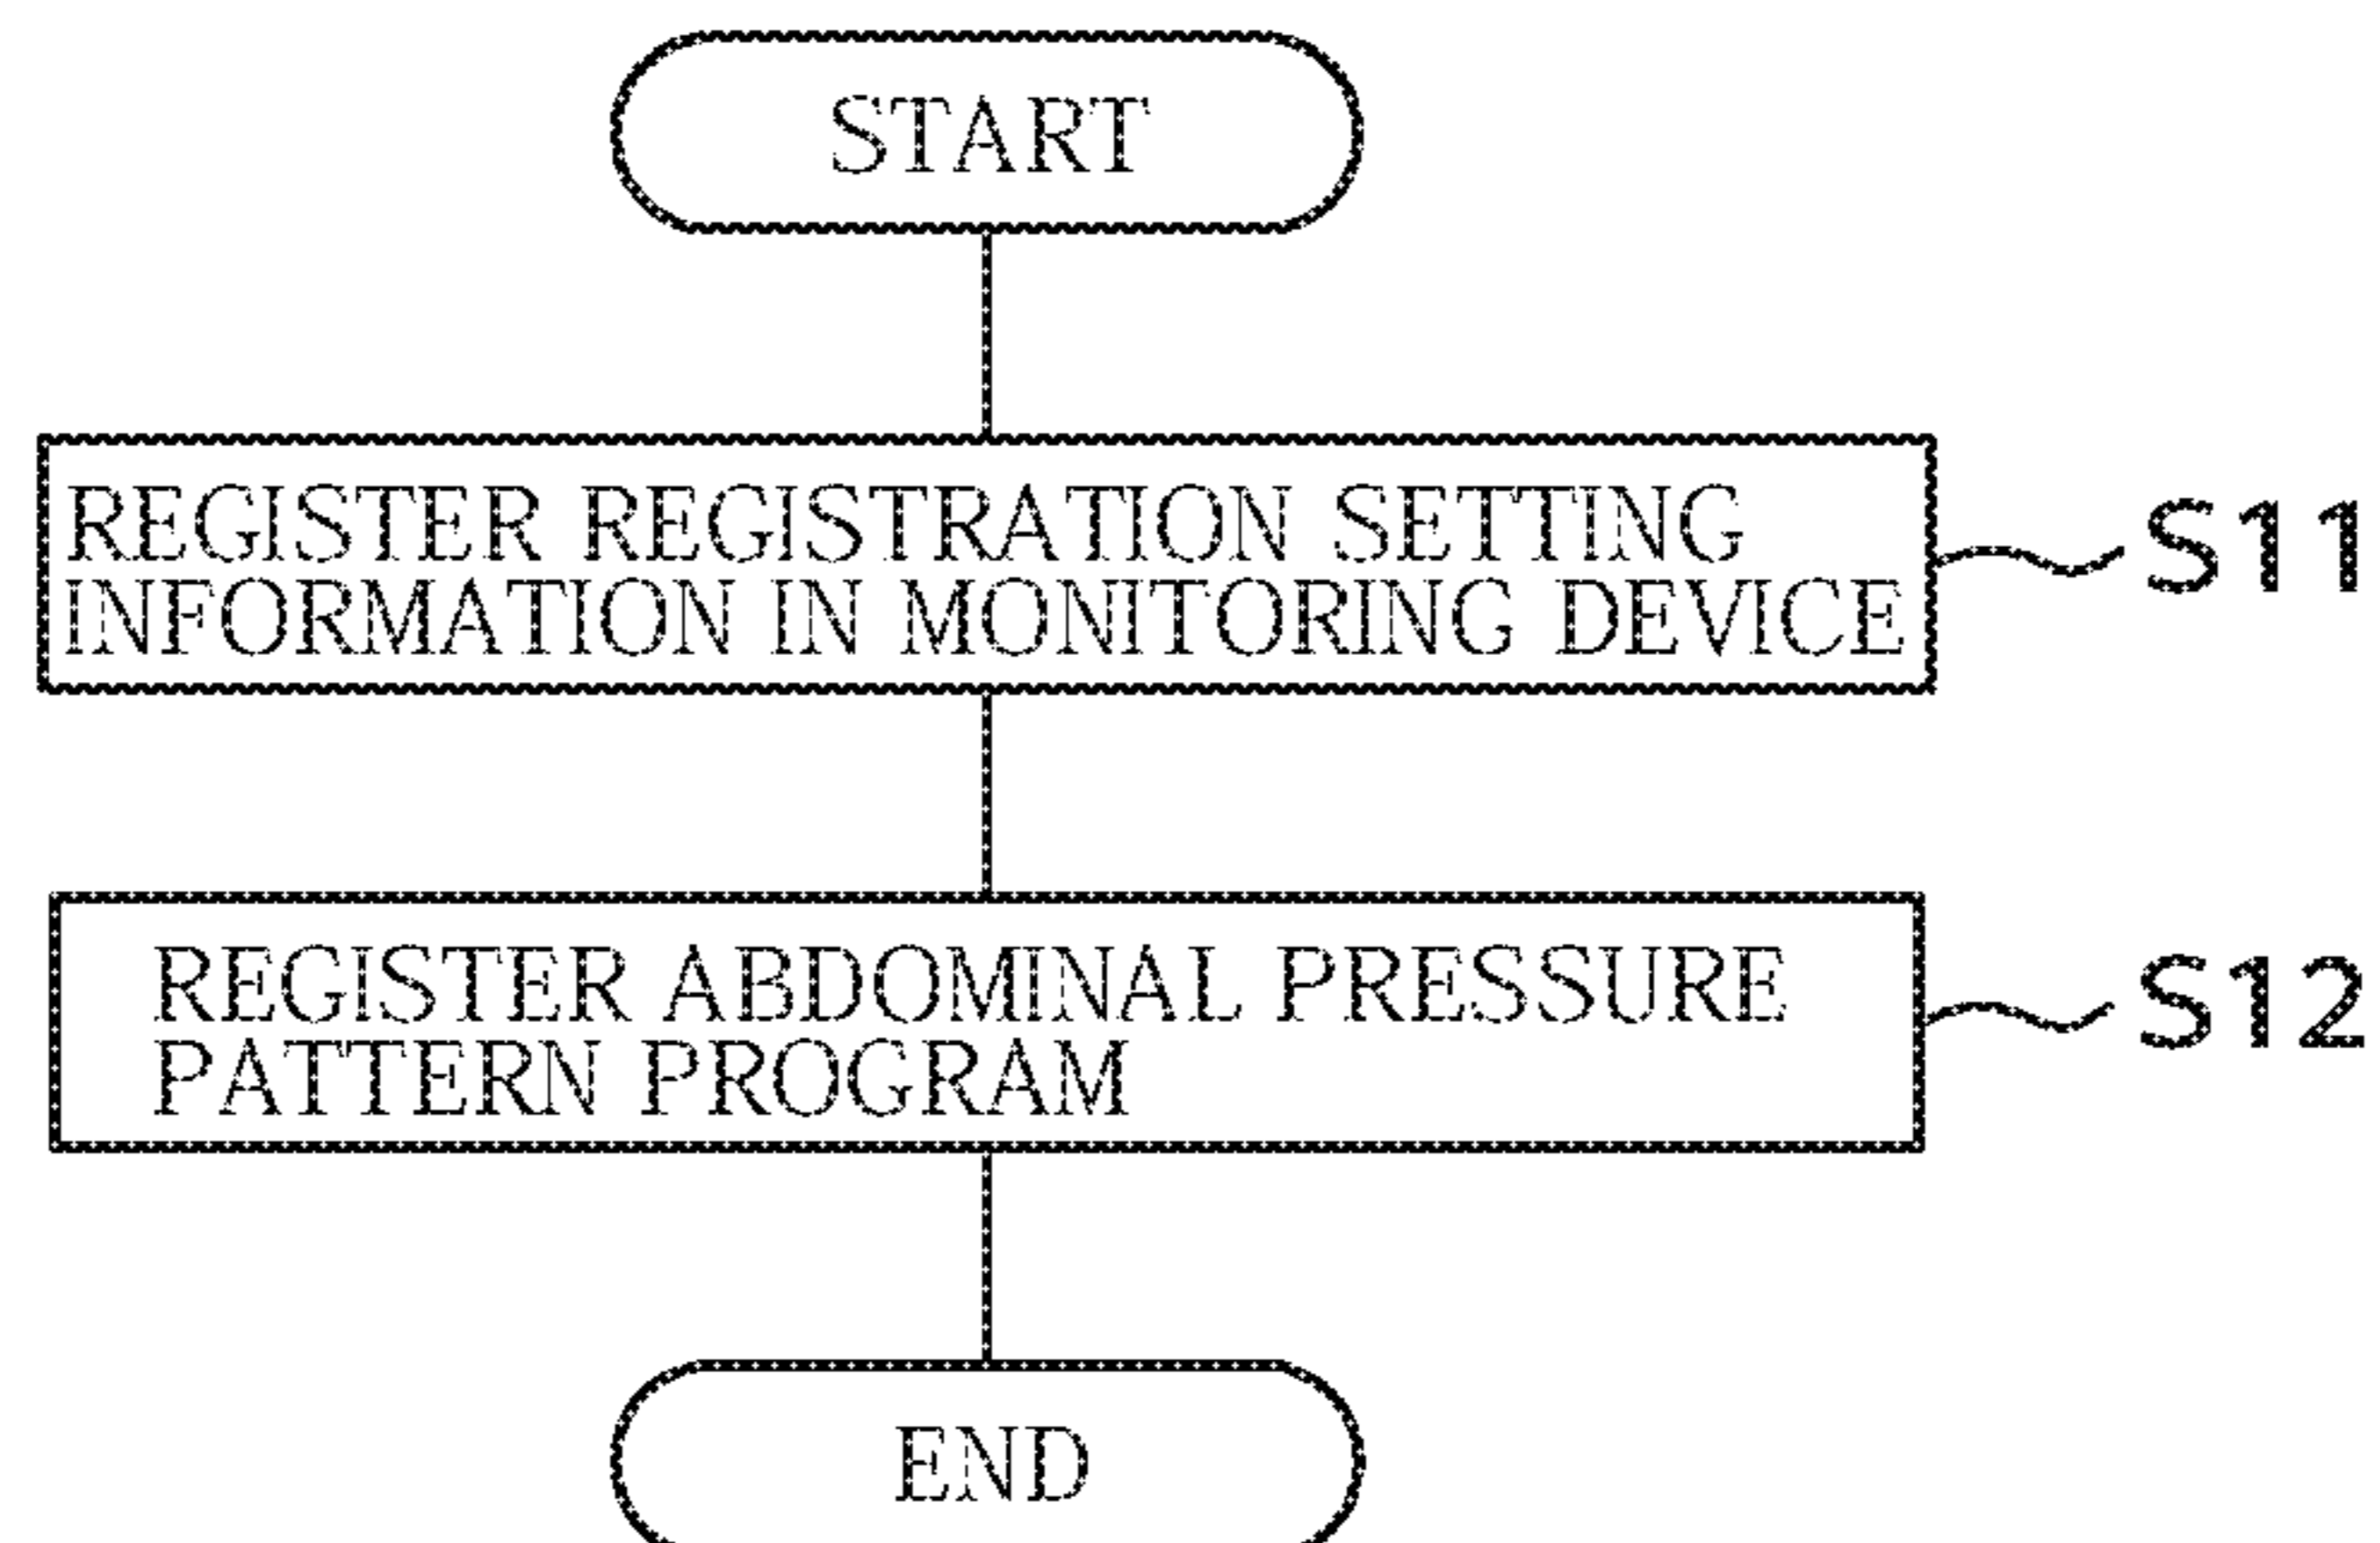 START
REGISTER REGISTRATION SETTING
INFORMATION IN MONITORING DEVICE
S11
REGISTER ABDOMINAL PRESSURE
PATTERN PROGRAM
S12
END